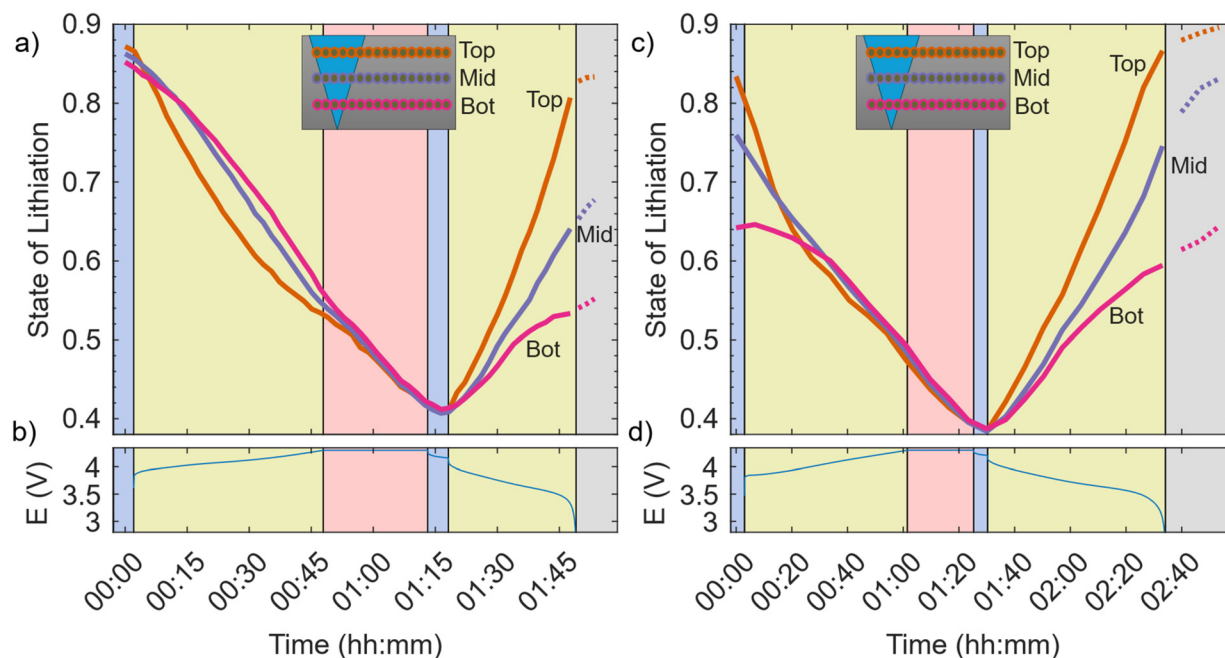 a)
State of Lithiation
0.9
0.8
0.7
0.6
0.5
0.4
Top
Mid
Bot
Top
Mid
Bot
b)
E (V)
4
3.5
3
00:00
00:15
00:30
00:45
01:00
01:15
01:30
01:45
Time (hh:mm)
c)
State of Lithiation
0.9
0.8
0.7
0.6
0.5
0.4
Top
Mid
Bot
Top
Mid
Bot
d)
E (V)
4
3.5
3
00:00
00:20
00:40
01:00
01:20
01:40
02:00
02:20
02:40
Time (hh:mm)